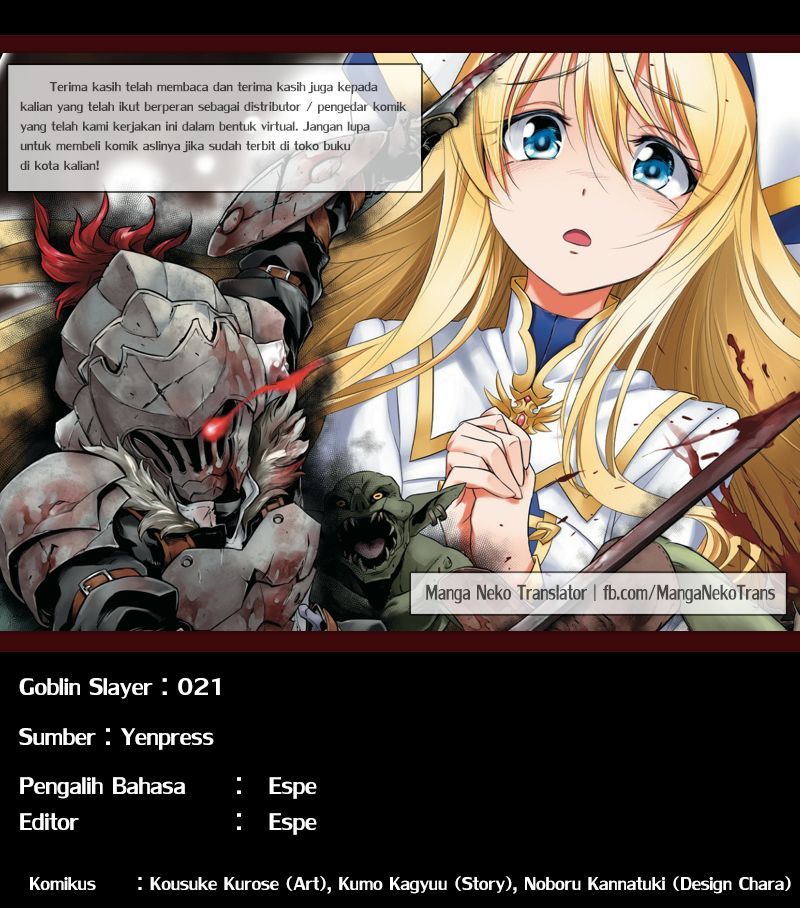 Terima kasih telah membaca dan terima kasih juga kepada
kalian yang telah ikut berperan sebagai distributor / pengedar komik
yang telah kami kerjakan ini dalam bentuk virtual. Jangan lupa
untuk membeli komik aslinya jika sudah terbit di toko buku
di kota kalian!
Manga Neko Translator | fb.com/MangaNekoTrans
Goblin Slayer : 021
Sumber : Yenpress
Pengalih Bahasa : Espe
Editor : Espe
Komikus : Kousuke Kurose (Art), Kumo Kagyuu (Story), Noboru Kannatuki (Design Chara)